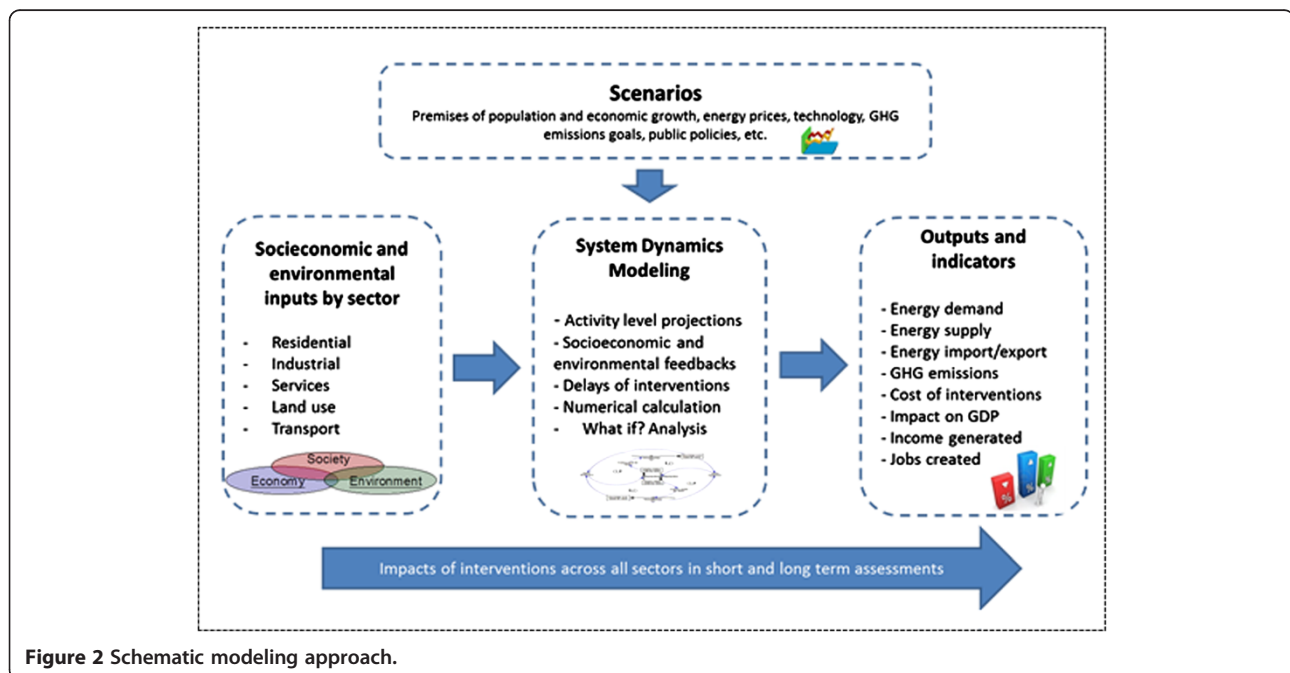 Scenarios
Premises of population and economic growth, energy prices, technology, GHG
emissions goals, public policies, etc.
Socieconomic and
environmental
inputs by sector
- Residential
- Industrial
- Services
- Land use
- Transport
Society
Economy
Environment
System Dynamics
Modeling
- Activity level projections
- Socioeconomic and
environmental feedbacks
- Delays of interventions
- Numerical calculation
- What if? Analysis
Outputs and
indicators
- Energy demand
- Energy supply
- Energy import/export
- GHG emissions
- Cost of interventions
- Impact on GDP
- Income generated
- Jobs created
%
%
Impacts of interventions across all sectors in short and long term assessments
Figure 2 Schematic modeling approach.